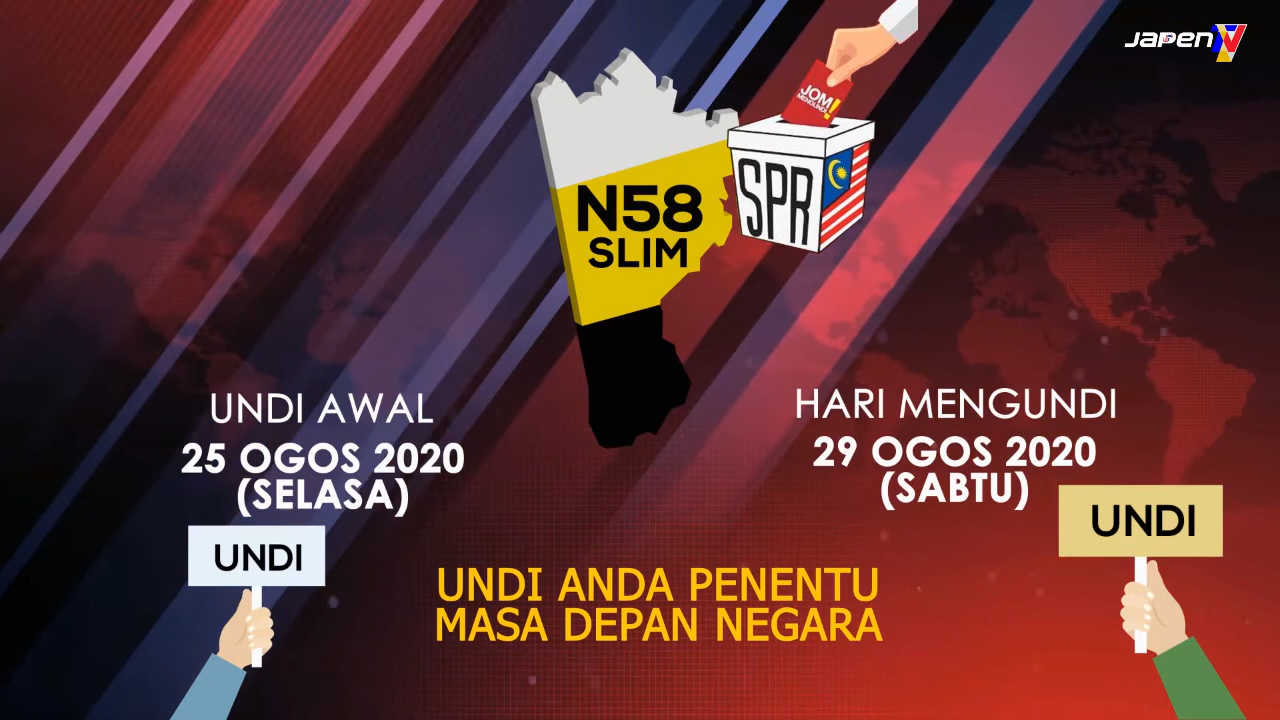 JAPEN TV
JOM
MENGUNDI!
SPR
N58
SLIM
UNDI AWAL
25 OGOS 2020
(SELASA)
HARI MENGUNDI
29 OGOS 2020
(SABTU)
UNDI
UNDI
UNDI ANDA PENENTU
MASA DEPAN NEGARA